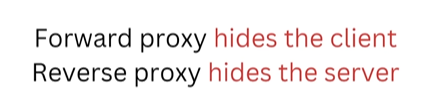 Forward proxy hides the client
Reverse proxy hides the server